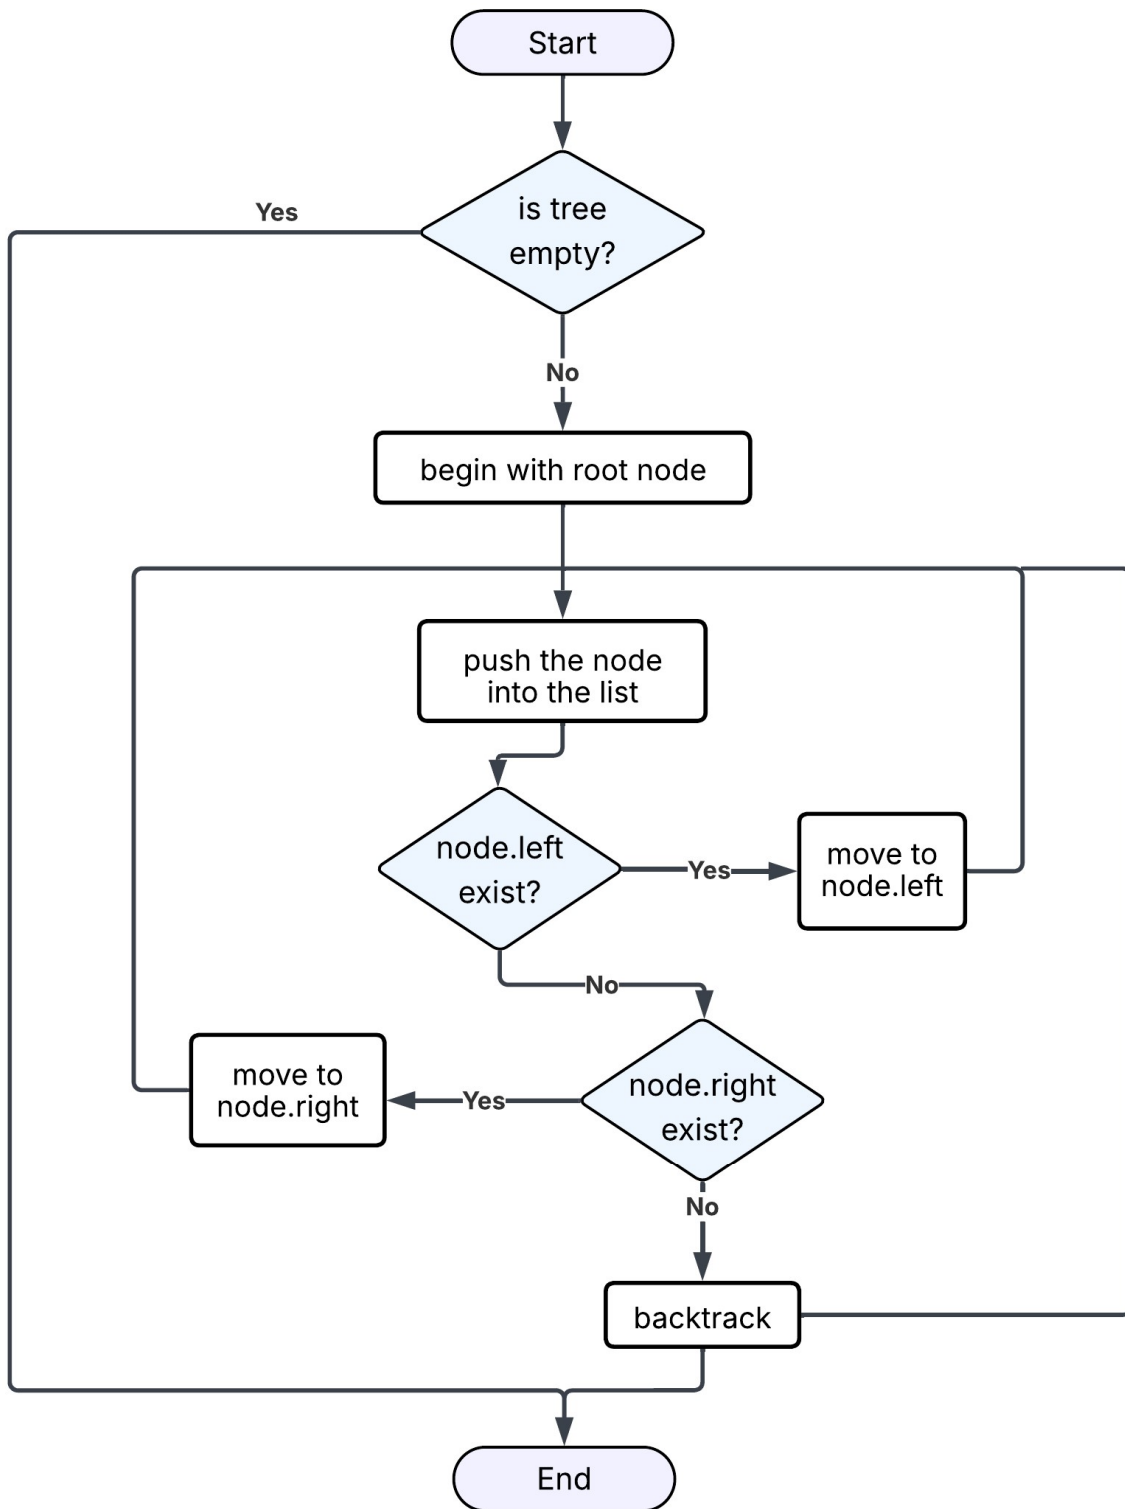 Start
is tree
empty?
Yes
No
begin with root node
push the node
into the list
node.left
exist?
Yes
move to
node.left
No
node.right
exist?
Yes
move to
node.right
No
backtrack
End